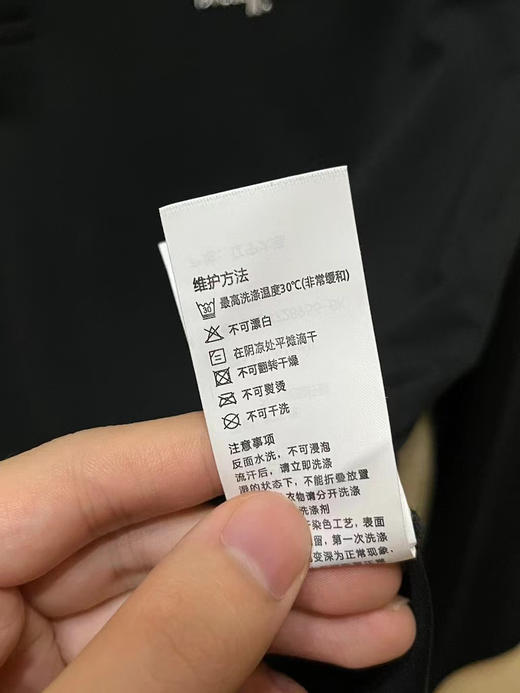 维护方法
30 最高洗涤温度30℃(非常缓和)
不可漂白
在阴凉处平摊滴干
不可翻转干燥
不可熨烫
不可干洗
注意事项
反面水洗，不可浸泡
流汗后，请立即洗涤
湿的状态下，不能折叠放置
衣物请分开洗涤
洗涤剂
染色工艺，表面
留，第一次洗涤
变深为正常现象，